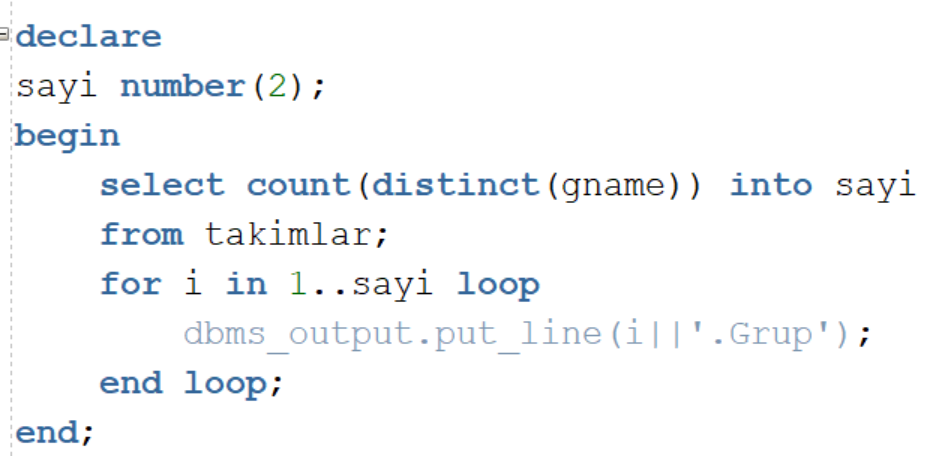 declare
sayi number(2);
begin
select count(distinct(gname)) into sayi
from takimlar;
for i in 1..sayi loop
dbms_output.put_line(i||'.Grup');
end loop;
end;